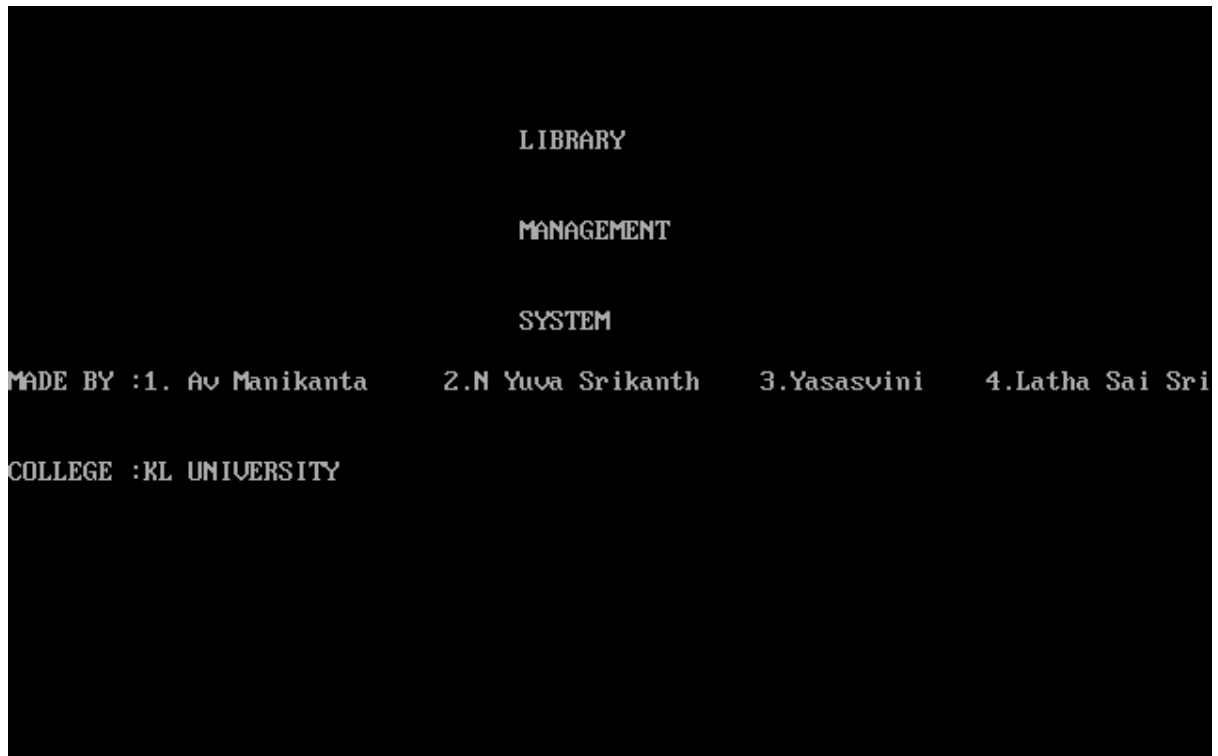 LIBRARY
MANAGEMENT
SYSTEM
MADE BY :1. Av Manikanta 2.N Yuva Srikanth 3.Yasasvini 4.Latha Sai Sri
COLLEGE :KL UNIVERSITY